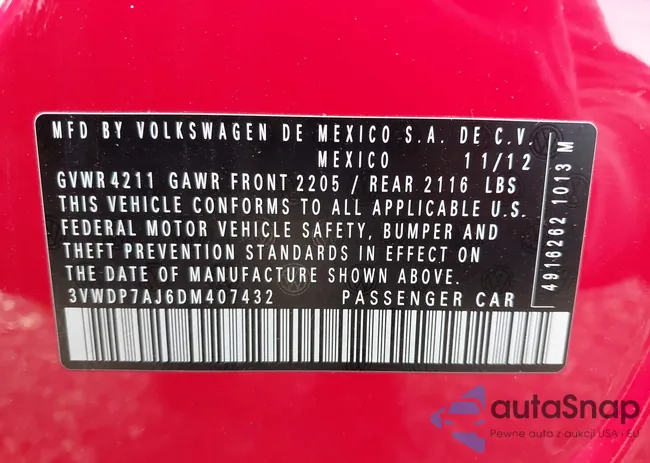 MFD BY VOLKSWAGEN DE MEXICO S.A. DE C.V.
MEXICO 11/12
GVWR 4211 GAWR FRONT 2205 / REAR 2116 LBS
THIS VEHICLE CONFORMS TO ALL APPLICABLE U.S.
FEDERAL MOTOR VEHICLE SAFETY, BUMPER AND
THEFT PREVENTION STANDARDS IN EFFECT ON
THE DATE OF MANUFACTURE SHOWN ABOVE.
3VWDP7AJ6DM407432 PASSENGER CAR
4916262 1013 M
autaSnap
Pewne auta z aukcji USA i EU